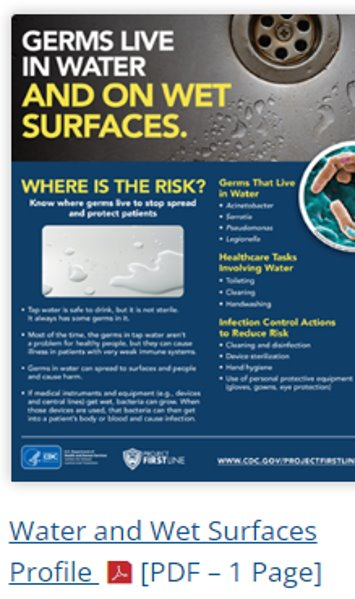 GERMS LIVE
IN WATER
AND ON WET
SURFACES.
WHERE IS THE RISK?
Know where germs live to stop spread
and protect patients
• Tap water is safe to drink, but it is not sterile.
It always has some germs in it.
• Most of the time, the germs in tap water aren't
a problem for healthy people, but they can cause
illness in patients with very weak immune systems.
• Germs in water can spread to surfaces and people
and cause harm.
• If medical instruments and equipment (e.g., devices
and central lines) get wet, bacteria can grow. When
those devices are used, that bacteria can then get
into a patient's body or blood and cause infection.
Germs That Live
in Water
• Acinetobacter
• Serratia
• Pseudomonas
• Legionella
Healthcare Tasks
Involving Water
• Toileting
• Cleaning
• Handwashing
Infection Control Actions
to Reduce Risk
• Cleaning and disinfection
• Device sterilization
• Hand hygiene
• Use of personal protective equipment
(gloves, gowns, eye protection)
CDC
PROJECT
FIRSTLINE
WWW.CDC.GOV/PROJECTFIRSTLIN
Water and Wet Surfaces
Profile [PDF – 1 Page]